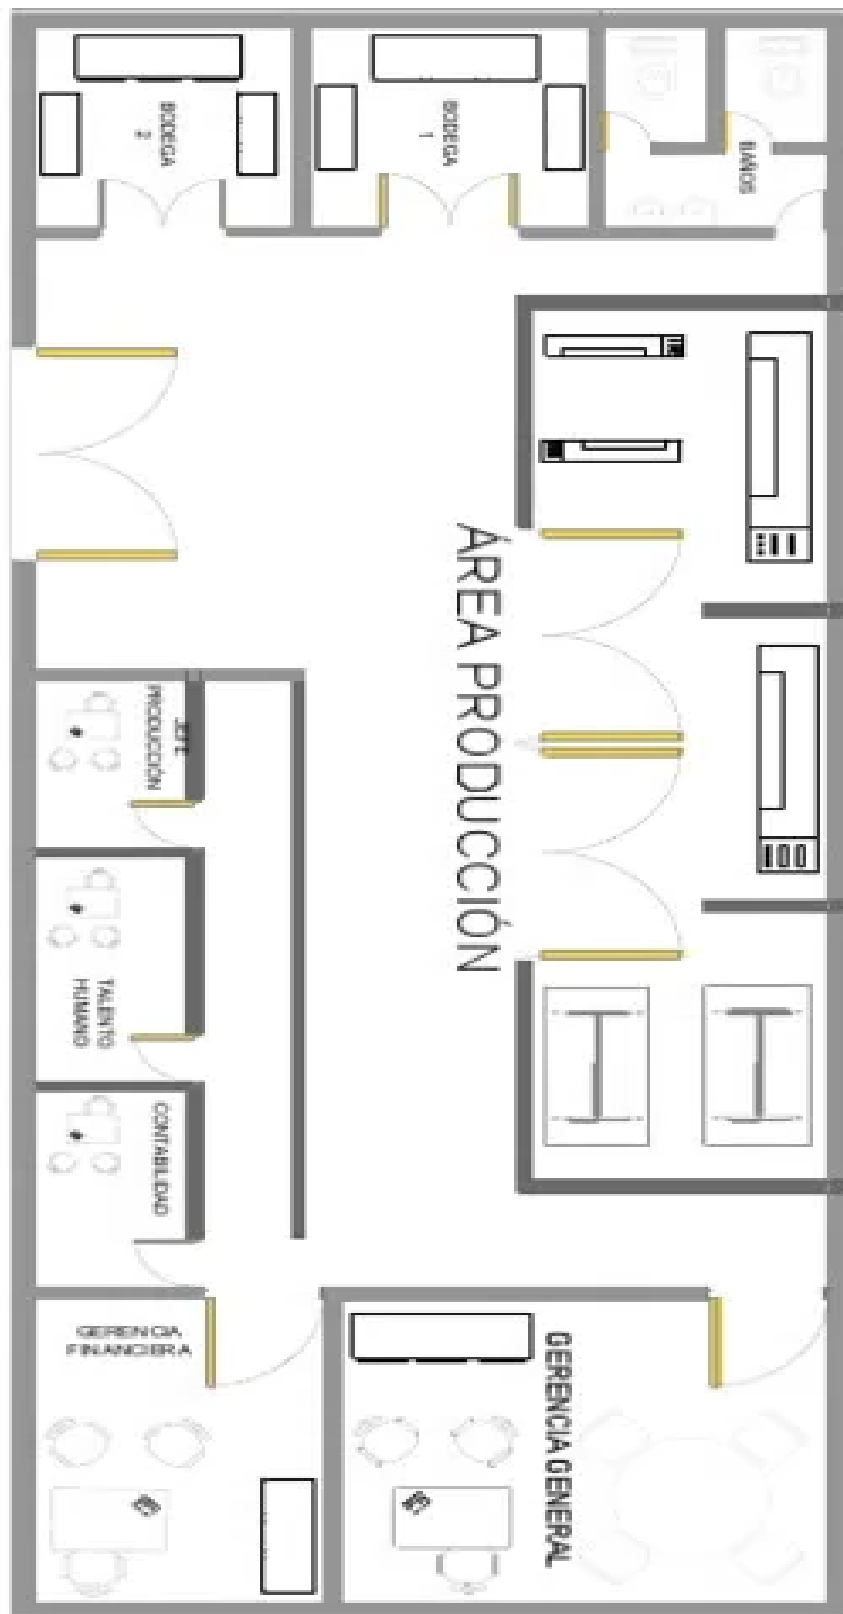 BODEGA
2
BODEGA
1
BAÑOS
ÁREA PRODUCCIÓN
JEFE
PRODUCCIÓN
TALENTO
HUMANO
CONTABILIDAD
GERENCIA
FINANCIERA
GERENCIA GENERAL